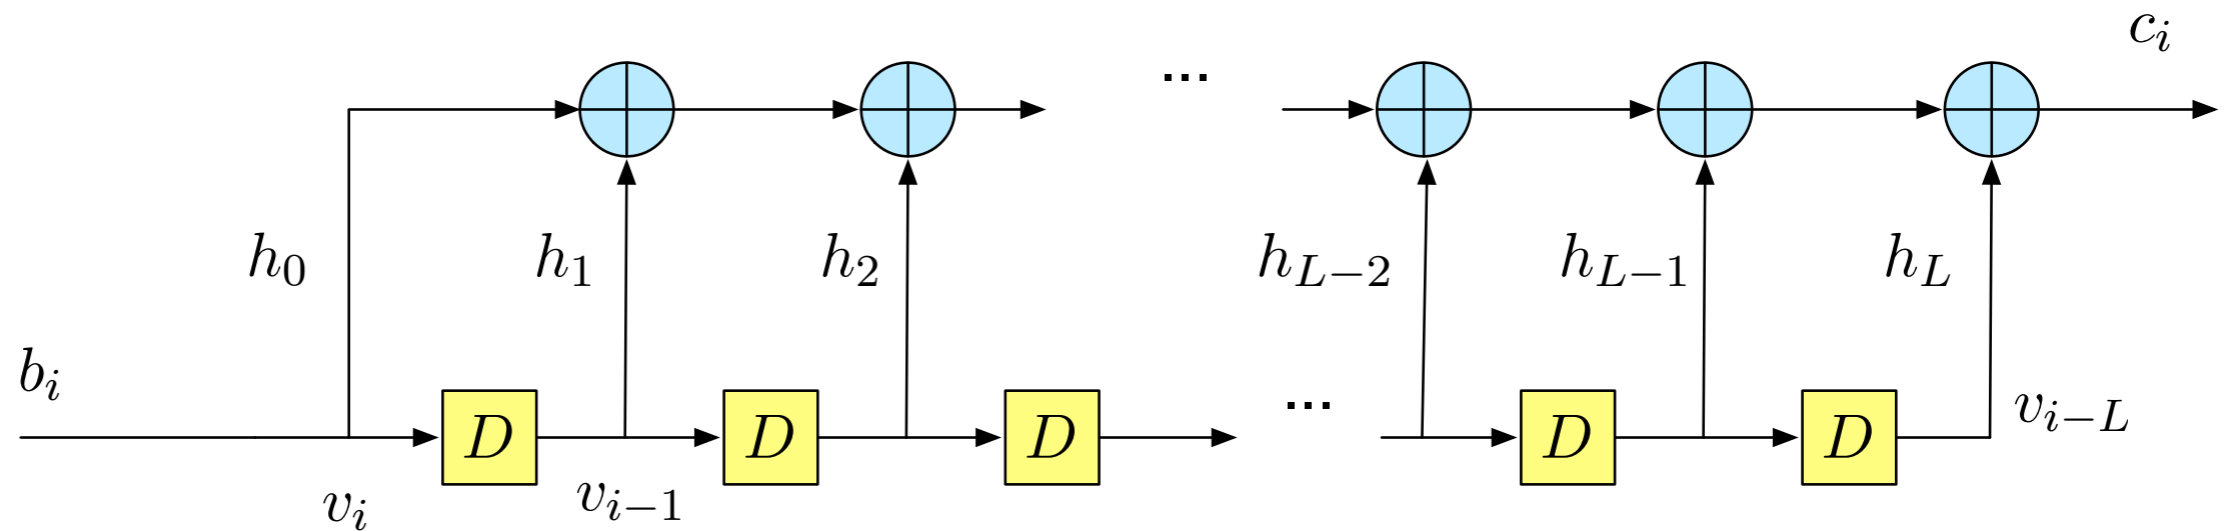 c_i
...
h_0 h_1 h_2 h_{L-2} h_{L-1} h_L
b_i
...
D D D D D
v_{i-L}
v_i v_{i-1}